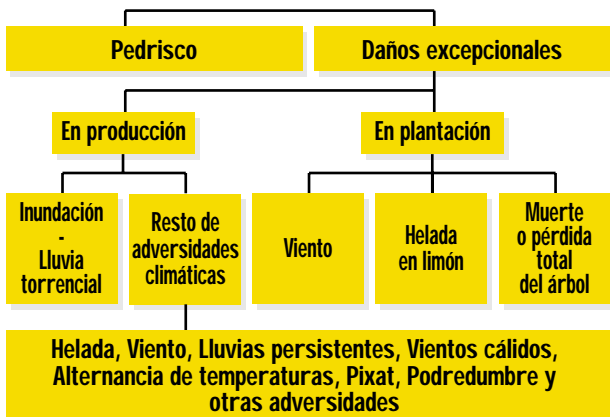 Pedrisco
Daños excepcionales
En producción
En plantación
Inundación
-
Lluvia
torrencial
Resto de
adversidades
climáticas
Viento
Helada
en limón
Muerte
o pérdida
total
del árbol
Helada, Viento, Lluvias persistentes, Vientos cálidos,
Alternancia de temperaturas, Pixat, Podredumbre y
otras adversidades